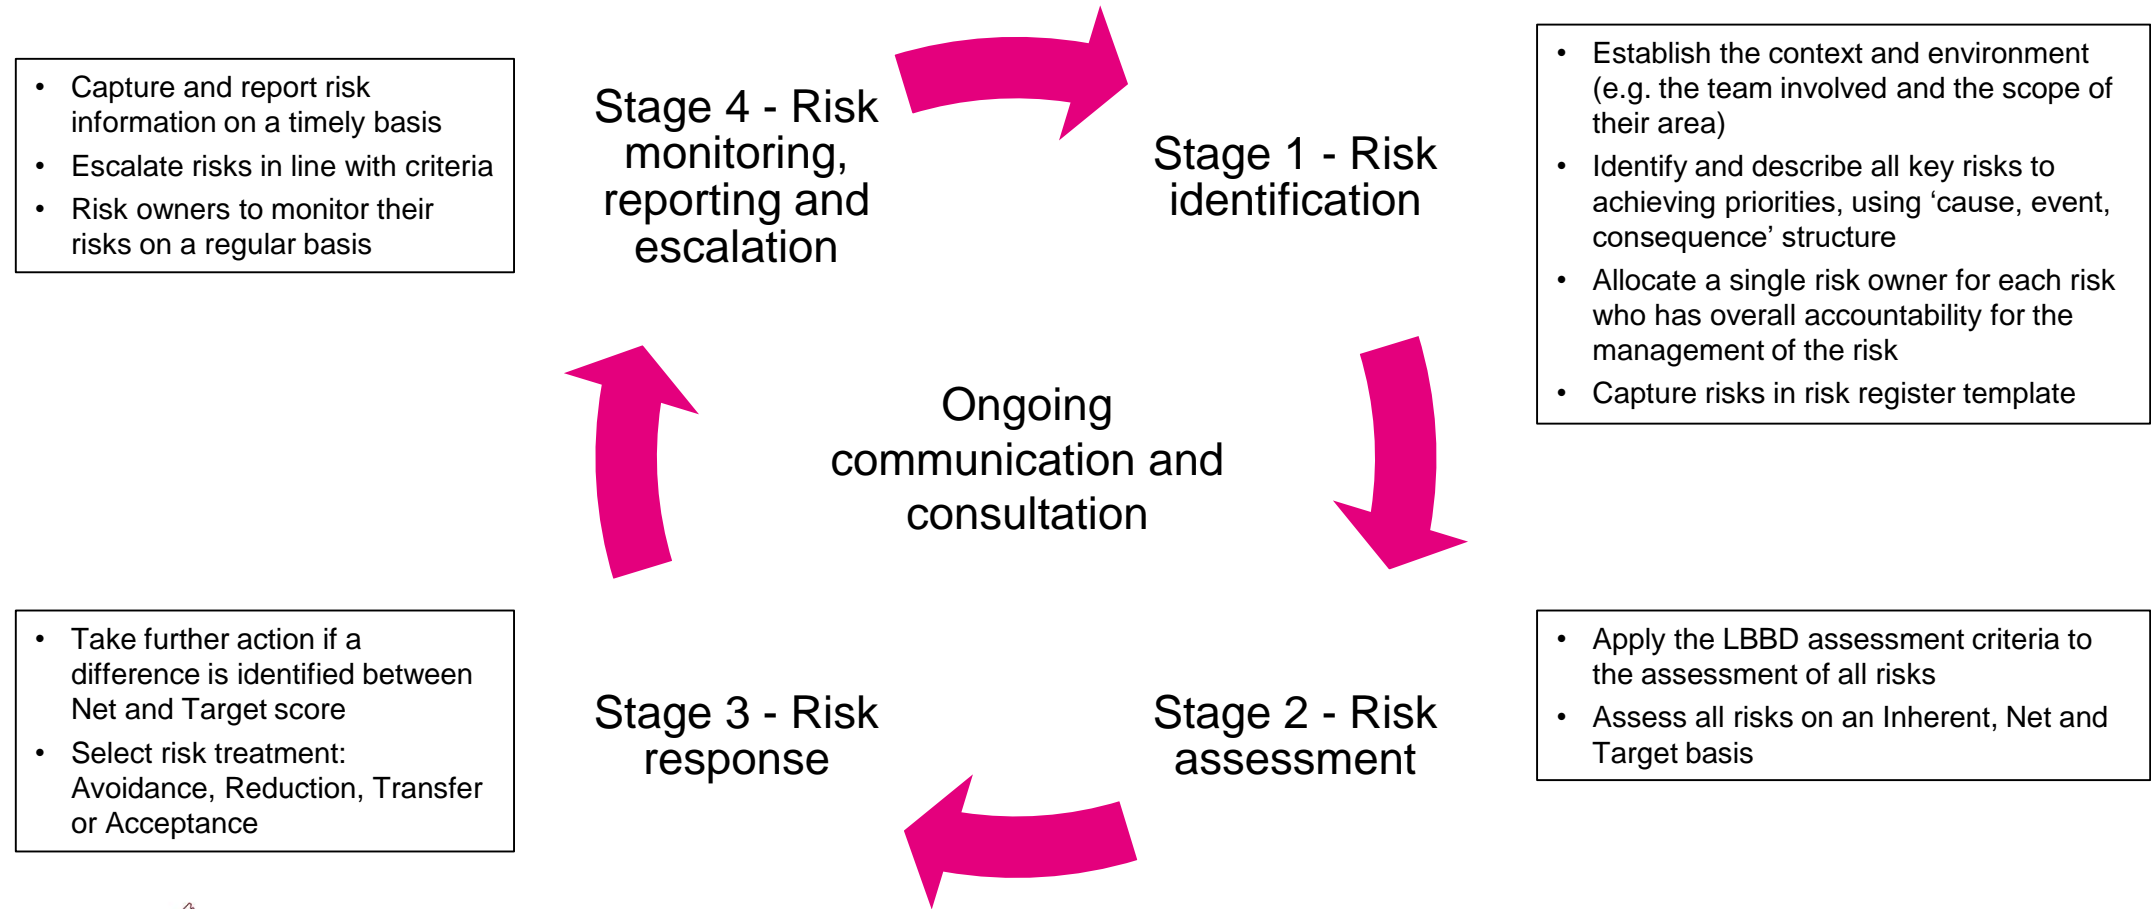 • Capture and report risk
information on a timely basis
• Escalate risks in line with criteria
• Risk owners to monitor their
risks on a regular basis
Stage 4 - Risk
monitoring,
reporting and
escalation
Stage 1 - Risk
identification
• Establish the context and environment
(e.g. the team involved and the scope of
their area)
• Identify and describe all key risks to
achieving priorities, using ‘cause, event,
consequence’ structure
• Allocate a single risk owner for each risk
who has overall accountability for the
management of the risk
• Capture risks in risk register template
Ongoing
communication and
consultation
• Take further action if a
difference is identified between
Net and Target score
• Select risk treatment:
Avoidance, Reduction, Transfer
or Acceptance
Stage 3 - Risk
response
Stage 2 - Risk
assessment
• Apply the LBBD assessment criteria to
the assessment of all risks
• Assess all risks on an Inherent, Net and
Target basis